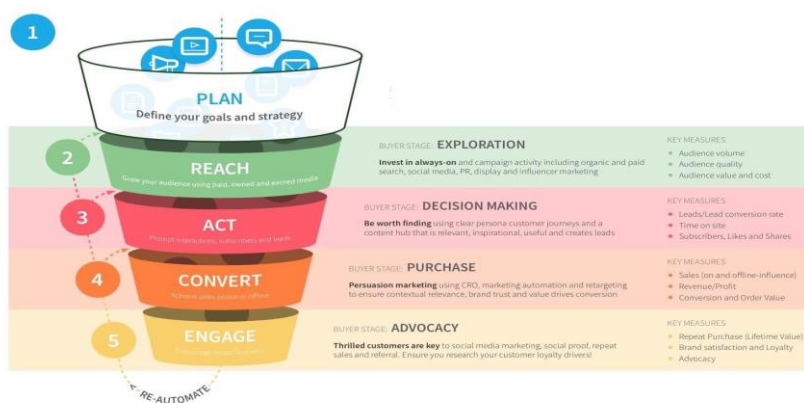 1
PLAN
Define your goals and strategy
2
REACH
Grow your audience using paid, owned and earned media
BUYER STAGE: EXPLORATION
Invest in always-on and campaign activity including organic and paid
search, social media, PR, display and influencer marketing
KEY MEASURES
Audience volume
Audience quality
Audience value and cost
3
ACT
Prompt interactions, subscribers and leads
BUYER STAGE: DECISION MAKING
Be worth finding using clear persona customer journeys and a
content hub that is relevant, inspirational, useful and creates leads
KEY MEASURES
Leads/Lead conversion rate
Time on site
Subscribers, Likes and Shares
4
CONVERT
Achieve sales online or offline
BUYER STAGE: PURCHASE
Persuasion marketing using CRO, marketing automation and retargeting
to ensure contextual relevance, brand trust and value drives conversion
KEY MEASURES
Sales (on and offline-influence)
Revenue/Profit
Conversion and Order Value
5
ENGAGE
BUYER STAGE: ADVOCACY
Thrilled customers are key to social media marketing, social proof, repeat
sales and referral. Ensure you research your customer loyalty drivers!
KEY MEASURES
Repeat Purchase (Lifetime Value)
Brand satisfaction and Loyalty
Advocacy
RE-AUTOMATE